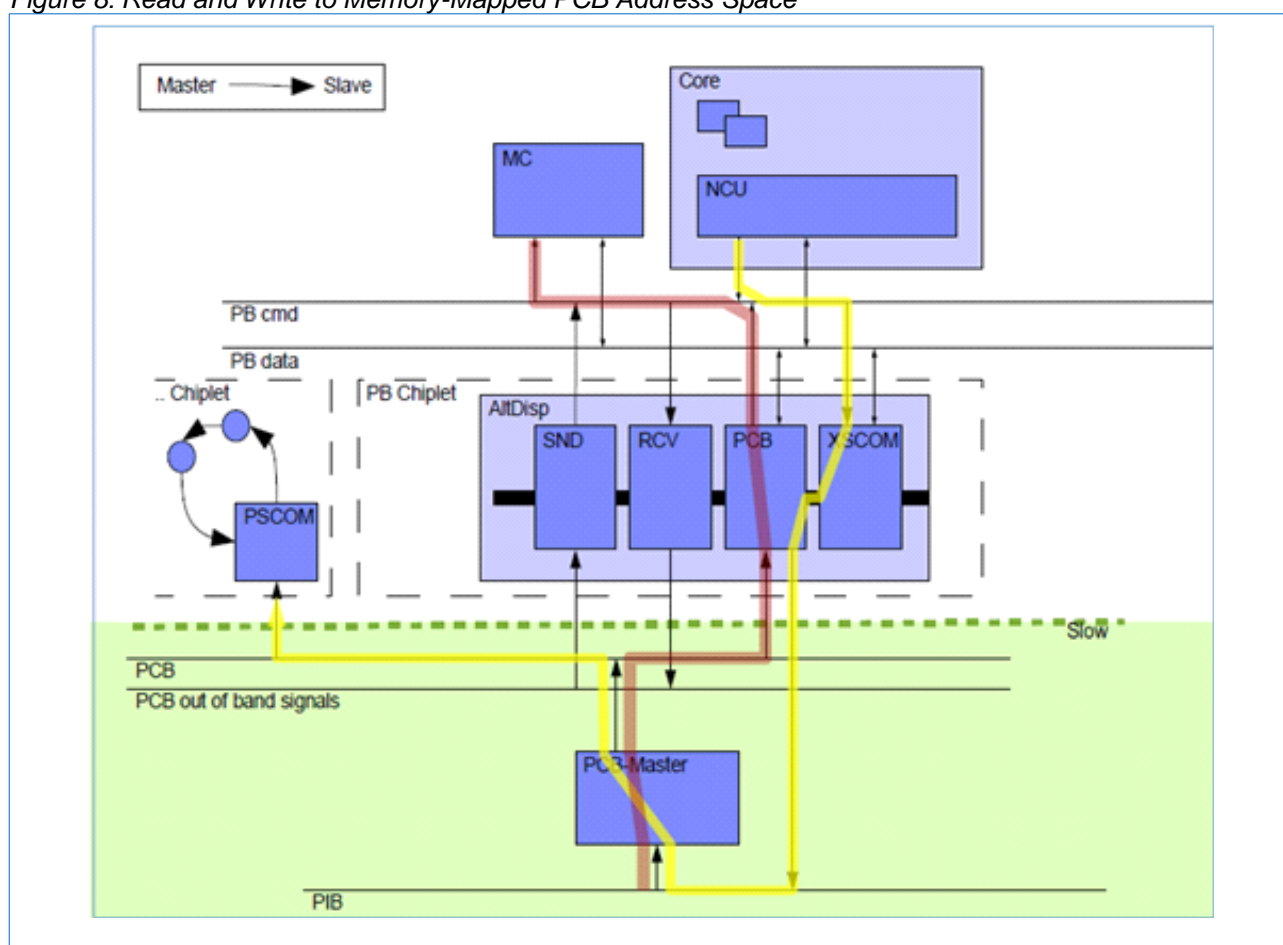 Figure 8. Read and Write to Memory-Mapped PCB Address Space
Master Slave
Core
MC
NCU
PB cmd
PB data
.. Chiplet
PB Chiplet
AltDisp
SND
RCV
PCB
XSCOM
PSCOM
Slow
PCB
PCB out of band signals
PCB-Master
PIB